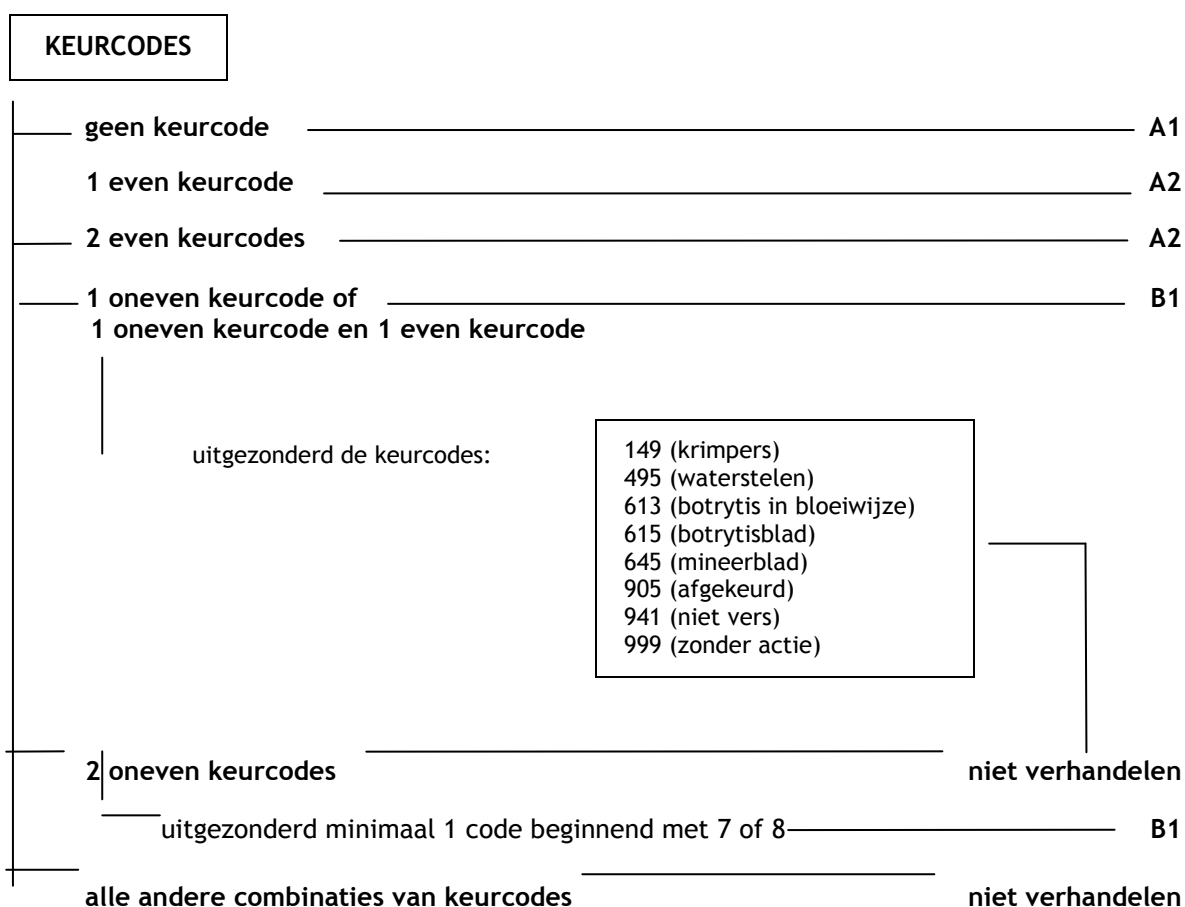 KEURCODES
geen keurcode A1
1 even keurcode A2
2 even keurcodes A2
1 oneven keurcode of B1
1 oneven keurcode en 1 even keurcode
uitgezonderd de keurcodes:
149 (krimpers)
495 (waterstelen)
613 (botrytis in bloeiwijze)
615 (botrytisblad)
645 (mineerblad)
905 (afgekeurd)
941 (niet vers)
999 (zonder actie)
2 oneven keurcodes niet verhandelen
uitgezonderd minimaal 1 code beginnend met 7 of 8 B1
alle andere combinaties van keurcodes niet verhandelen